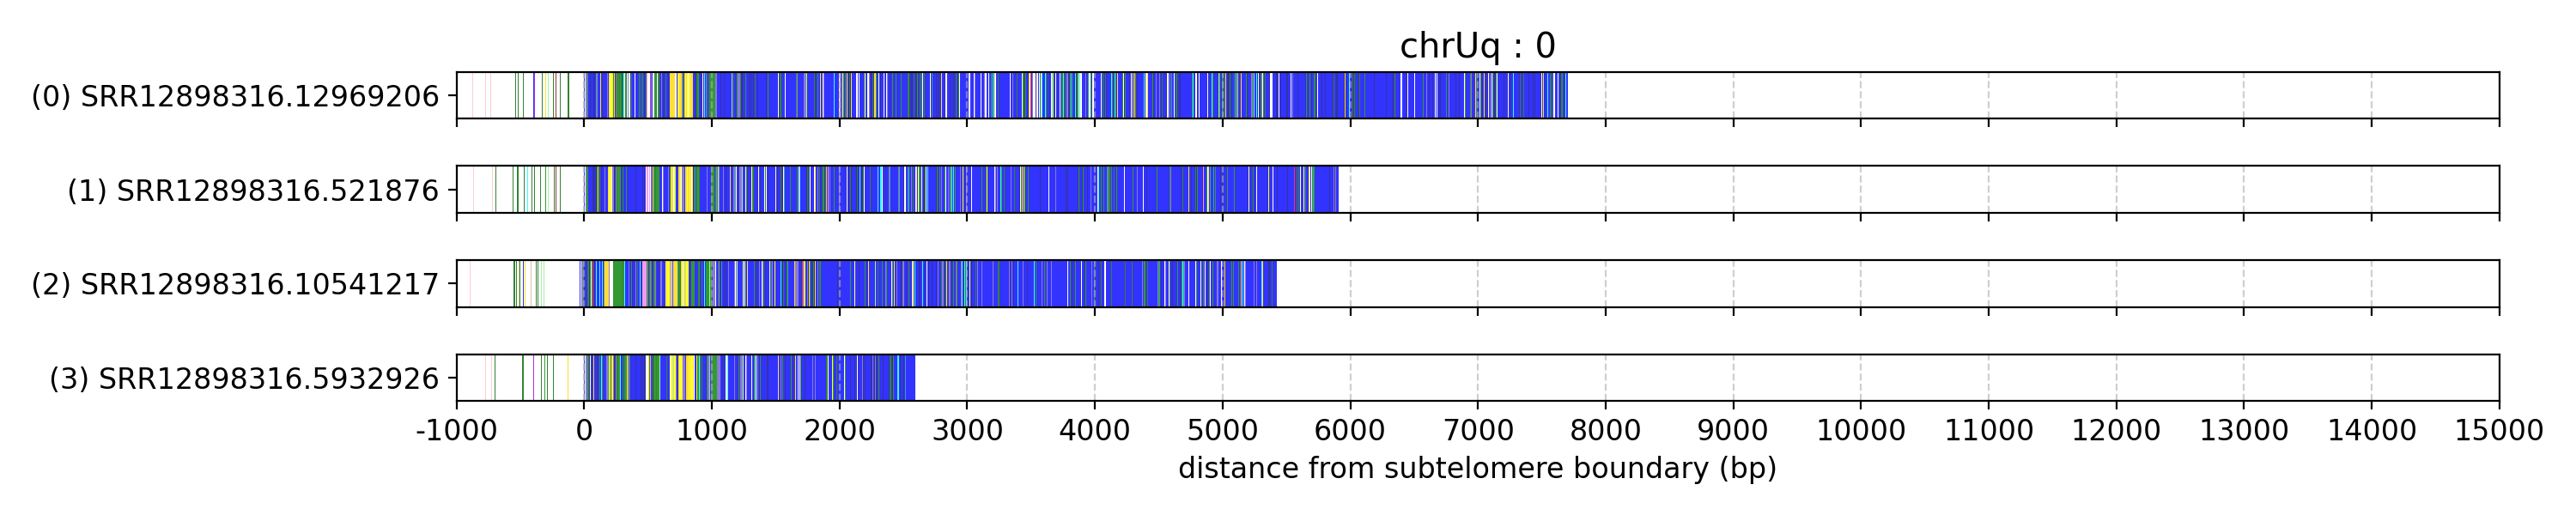 chrUq : 0
(0) SRR12898316.12969206
(1) SRR12898316.521876
(2) SRR12898316.10541217
(3) SRR12898316.5932926
-1000 0 1000 2000 3000 4000 5000 6000 7000 8000 9000 10000 11000 12000 13000 14000 15000
distance from subtelomere boundary (bp)